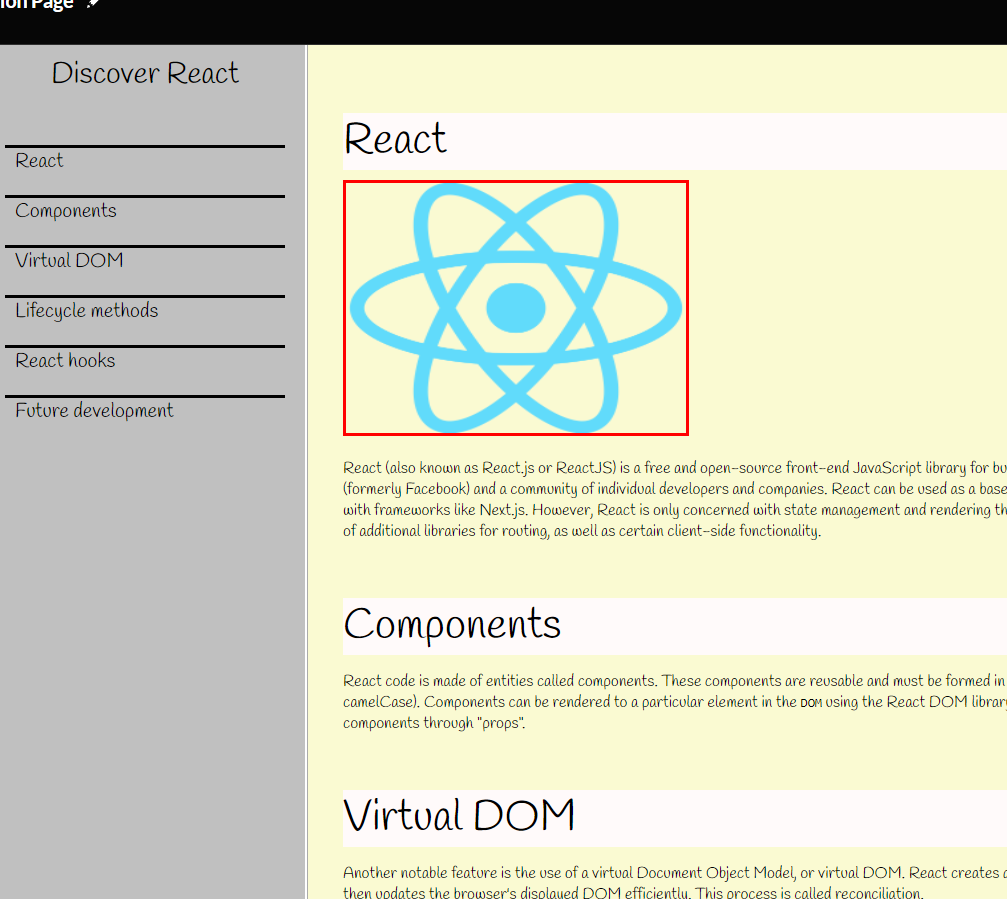 ion Page
Discover React
React
Components
Virtual DOM
Lifecycle methods
React hooks
Future development
React
React (also known as React.js or ReactJS) is a free and open-source front-end JavaScript library for bu
(formerly Facebook) and a community of individual developers and companies. React can be used as a base
with frameworks like Next.js. However, React is only concerned with state management and rendering th
of additional libraries for routing, as well as certain client-side functionality.
Components
React code is made of entities called components. These components are reusable and must be formed in
camelCase). Components can be rendered to a particular element in the DOM using the React DOM library
components through "props".
Virtual DOM
Another notable feature is the use of a virtual Document Object Model, or virtual DOM. React creates a
then updates the browser's displayed DOM efficiently. This process is called reconciliation.